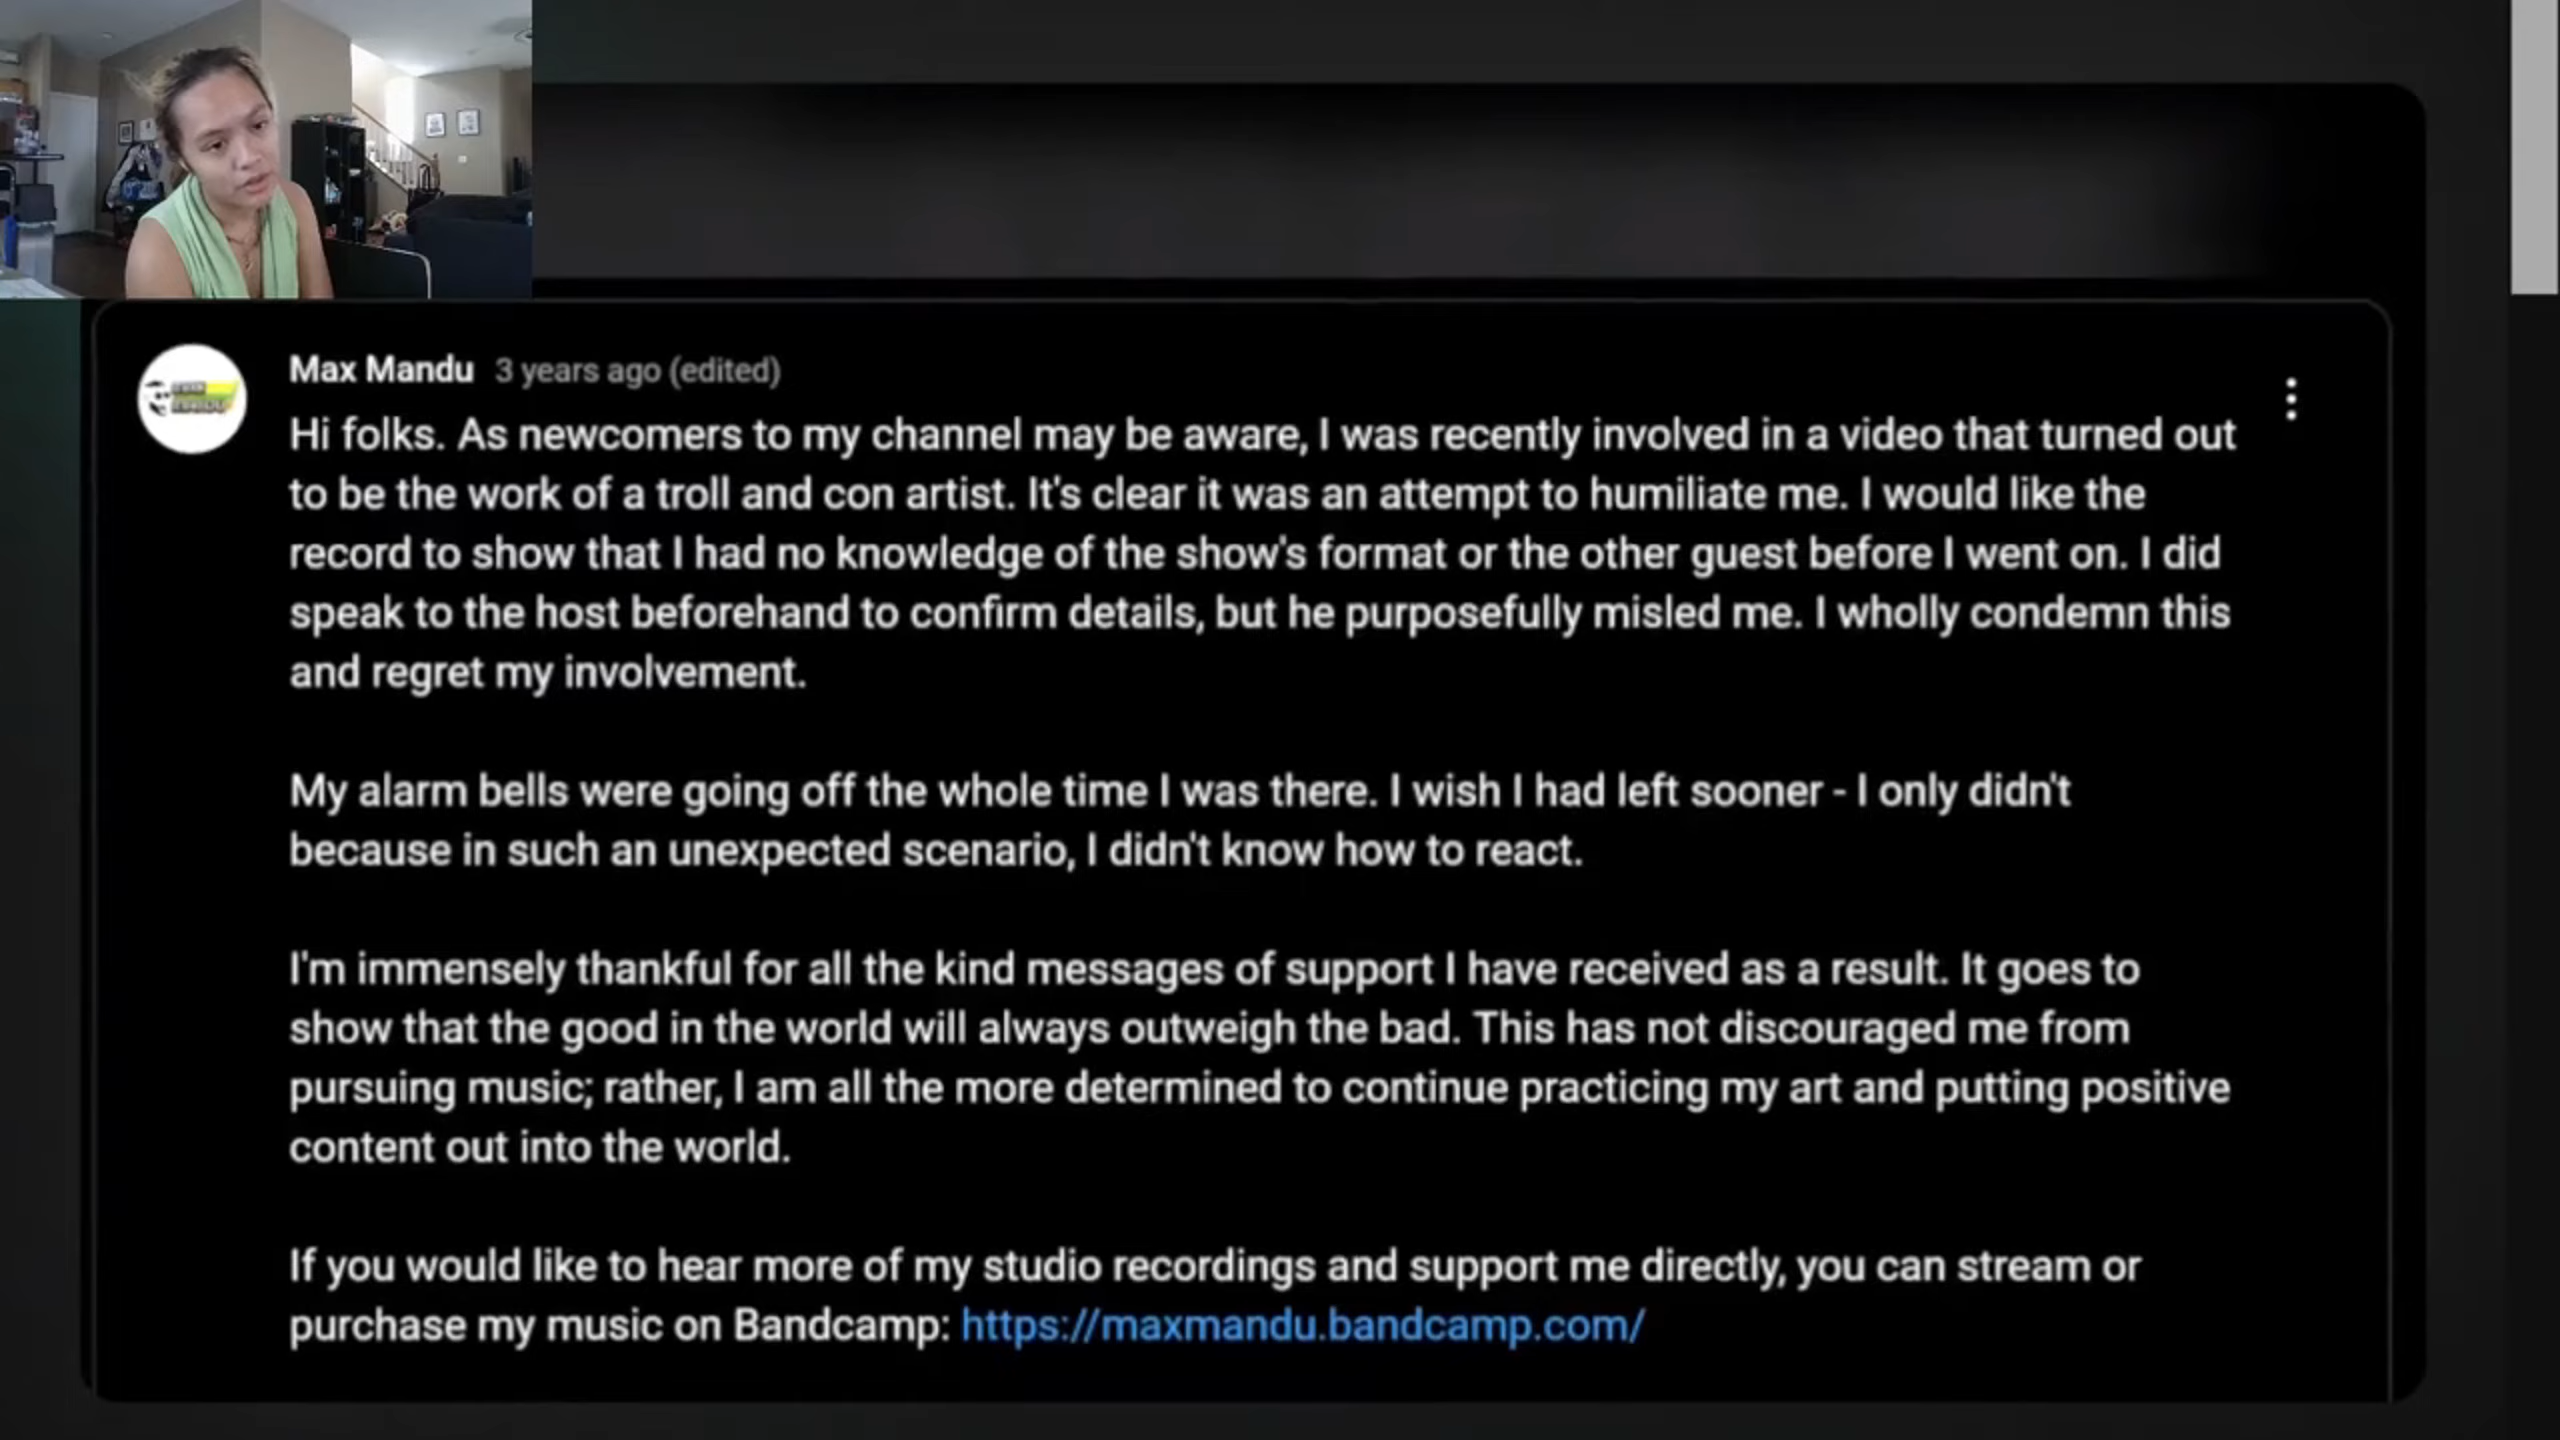 Max Mandu 3 years ago (edited)
Hi folks. As newcomers to my channel may be aware, I was recently involved in a video that turned out
to be the work of a troll and con artist. It's clear it was an attempt to humiliate me. I would like the
record to show that I had no knowledge of the show's format or the other guest before I went on. I did
speak to the host beforehand to confirm details, but he purposefully misled me. I wholly condemn this
and regret my involvement.
My alarm bells were going off the whole time I was there. I wish I had left sooner - I only didn't
because in such an unexpected scenario, I didn't know how to react.
I'm immensely thankful for all the kind messages of support I have received as a result. It goes to
show that the good in the world will always outweigh the bad. This has not discouraged me from
pursuing music; rather, I am all the more determined to continue practicing my art and putting positive
content out into the world.
If you would like to hear more of my studio recordings and support me directly, you can stream or
purchase my music on Bandcamp: https://maxmandu.bandcamp.com/